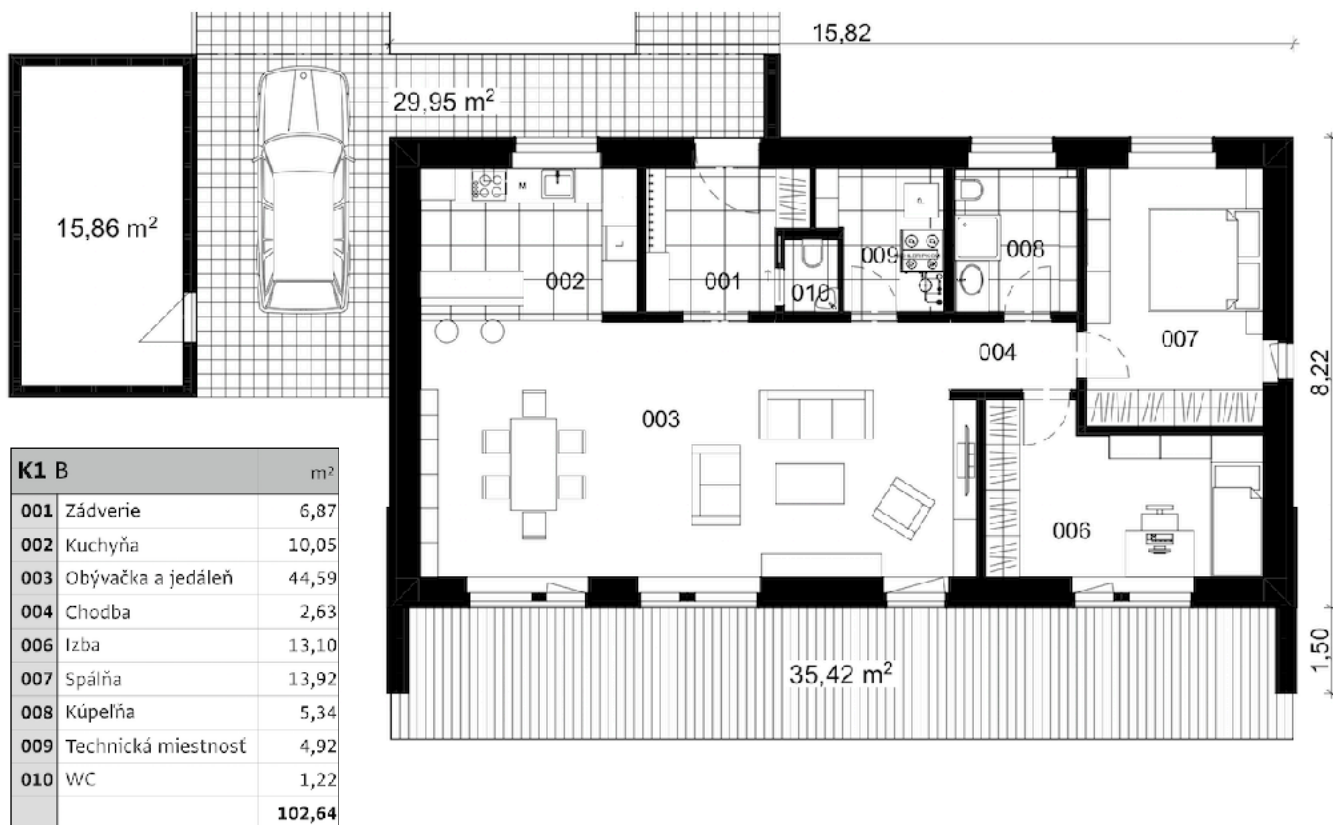 15,82
29,95 m²
15,86 m²
M
L
002
001
010
009
008
007
004
003
006
8,22
1,50
35,42 m²
K1 B m²
001 Zádverie 6,87
002 Kuchyňa 10,05
003 Obývačka a jedáleň 44,59
004 Chodba 2,63
006 Izba 13,10
007 Spálňa 13,92
008 Kúpeľňa 5,34
009 Technická miestnosť 4,92
010 WC 1,22
102,64